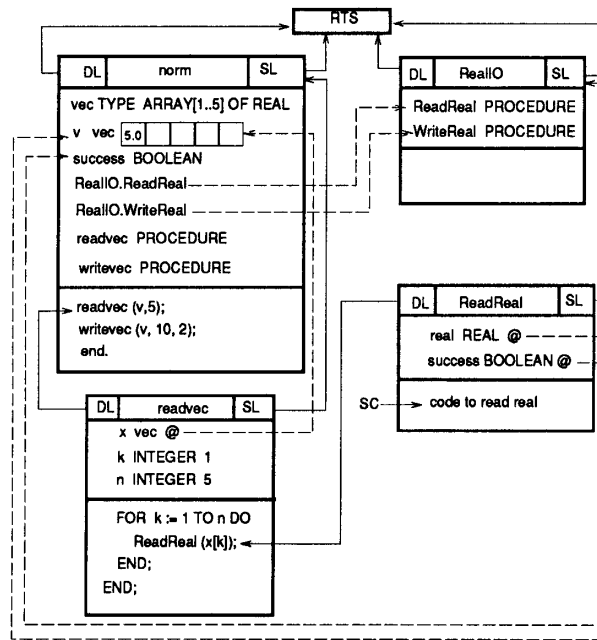 RTS
DL norm SL
vec TYPE ARRAY[1..5] OF REAL
v vec 5.0
success BOOLEAN
RealIO.ReadReal
RealIO.WriteReal
readvec PROCEDURE
writevec PROCEDURE
readvec (v,5);
writevec (v, 10, 2);
end.
DL RealIO SL
ReadReal PROCEDURE
WriteReal PROCEDURE
DL ReadReal SL
real REAL @
success BOOLEAN @
SC code to read real
DL readvec SL
x vec @
k INTEGER 1
n INTEGER 5
FOR k := 1 TO n DO
ReadReal (x[k]);
END;
END;